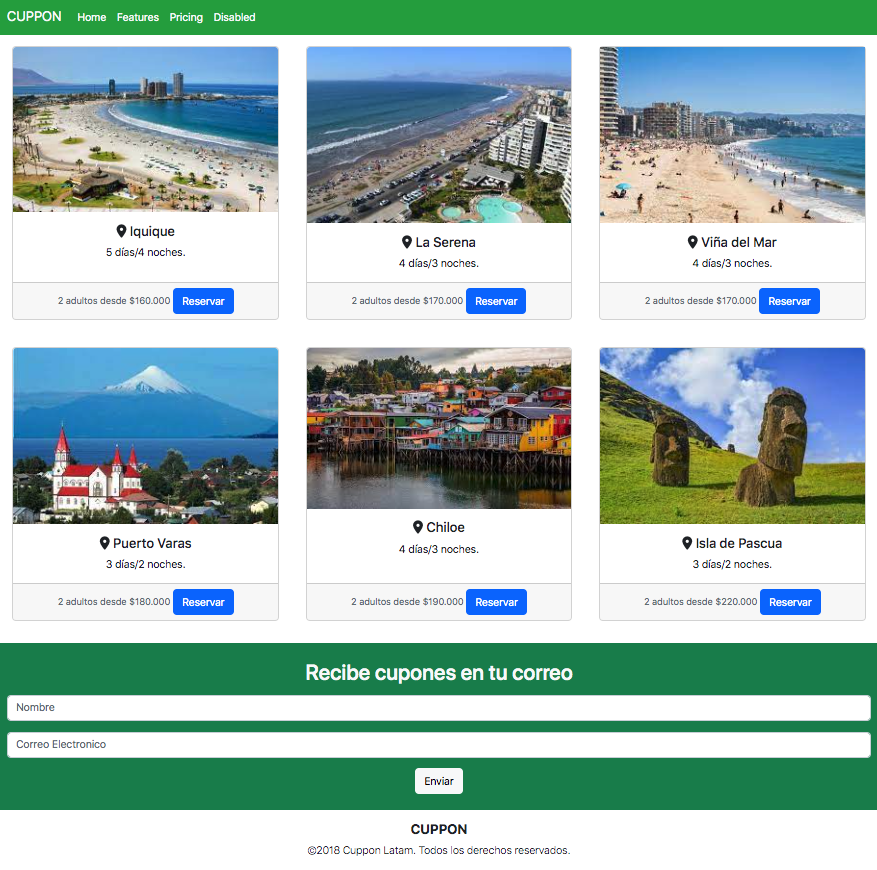 CUPPON Home Features Pricing Disabled
Iquique
5 días/4 noches.
2 adultos desde $160.000 Reservar
La Serena
4 días/3 noches.
2 adultos desde $170.000 Reservar
Viña del Mar
4 días/3 noches.
2 adultos desde $170.000 Reservar
Puerto Varas
3 días/2 noches.
2 adultos desde $180.000 Reservar
Chiloe
4 días/3 noches.
2 adultos desde $190.000 Reservar
Isla de Pascua
3 días/2 noches.
2 adultos desde $220.000 Reservar
Recibe cupones en tu correo
Nombre
Correo Electronico
Enviar
CUPPON
©2018 Cuppon Latam. Todos los derechos reservados.